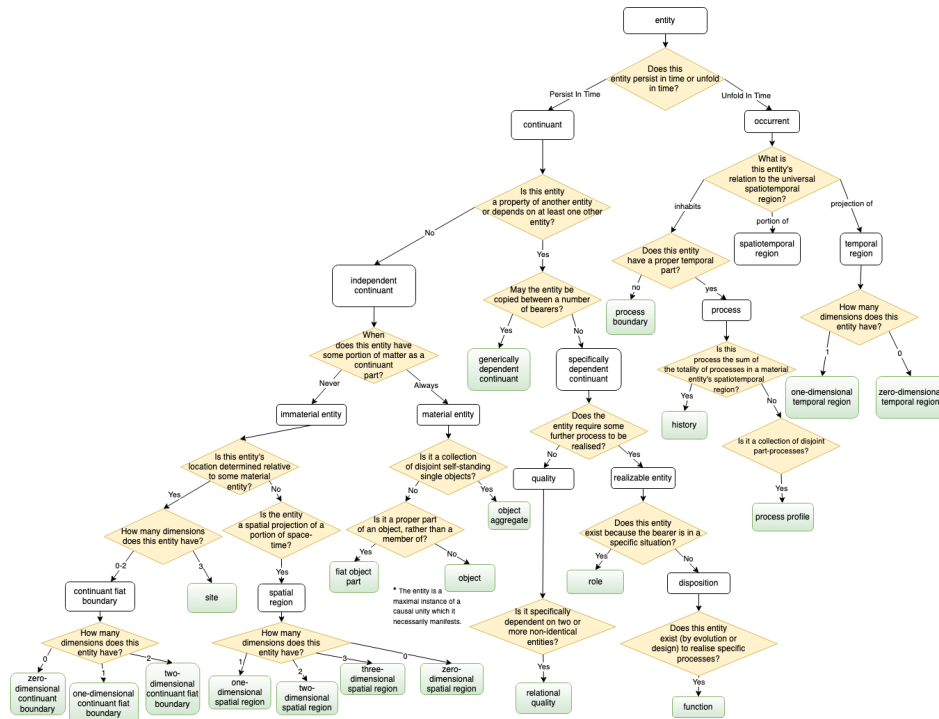 entity
Does this
entity persist in time or unfold
in time?
Persist In Time
Unfold In Time
continuant
occurrent
What is
this entity's
relation to the universal
spatiotemporal
region?
Is this entity
a property of another entity
or depends on at least one other
entity?
inhabits
portion of
projection of
No
Yes
Does this entity
have a proper temporal
part?
spatiotemporal
region
temporal
region
independent
continuant
May the entity be
copied between a number
of bearers?
no
yes
process
boundary
process
How many
dimensions does this
entity have?
When
does this entity have
some portion of matter as a
continuant
part?
Yes
No
generically
dependent
continuant
specifically
dependent
continuant
Is this
process the sum of
the totality of processes in a material
entity's spatiotemporal
region?
1
0
one-dimensional
temporal region
zero-dimensional
temporal region
Never
Always
immaterial entity
material entity
Does the
entity require some
further process to be
realised?
Yes
No
history
Is it a collection of disjoint
part-processes?
Is this entity's
location determined relative
to some material
entity?
Is it a collection
of disjoint self-standing
single objects?
No
Yes
quality
realizable entity
Yes
process profile
Yes
No
No
Yes
object
aggregate
How many dimensions
does this entity have?
Is the entity
a spatial projection of a
portion of space-
time?
Is it a proper part
of an object, rather than a
member of?
Does this entity
exist because the bearer is in a
specific situation?
0-2
3
Yes
Yes
No
Yes
No
continuant fiat
boundary
site
spatial
region
fiat object
part
object
role
disposition
* The entity is a
maximal instance of a
causal unity which it
necessarily manifests.
How many
dimensions does this
entity have?
How many
dimensions does this
entity have?
Is it specifically
dependent on two or
more non-identical
entities?
Does this entity
exist (by evolution or
design) to realise specific
processes?
0
1
2
1
2
3
0
Yes
Yes
zero-
dimensional
continuant
boundary
one-dimensional
continuant fiat
boundary
two-
dimensional
continuant fiat
boundary
one-
dimensional
spatial region
two-
dimensional
spatial region
three-
dimensional
spatial region
zero-
dimensional
spatial region
relational
quality
function